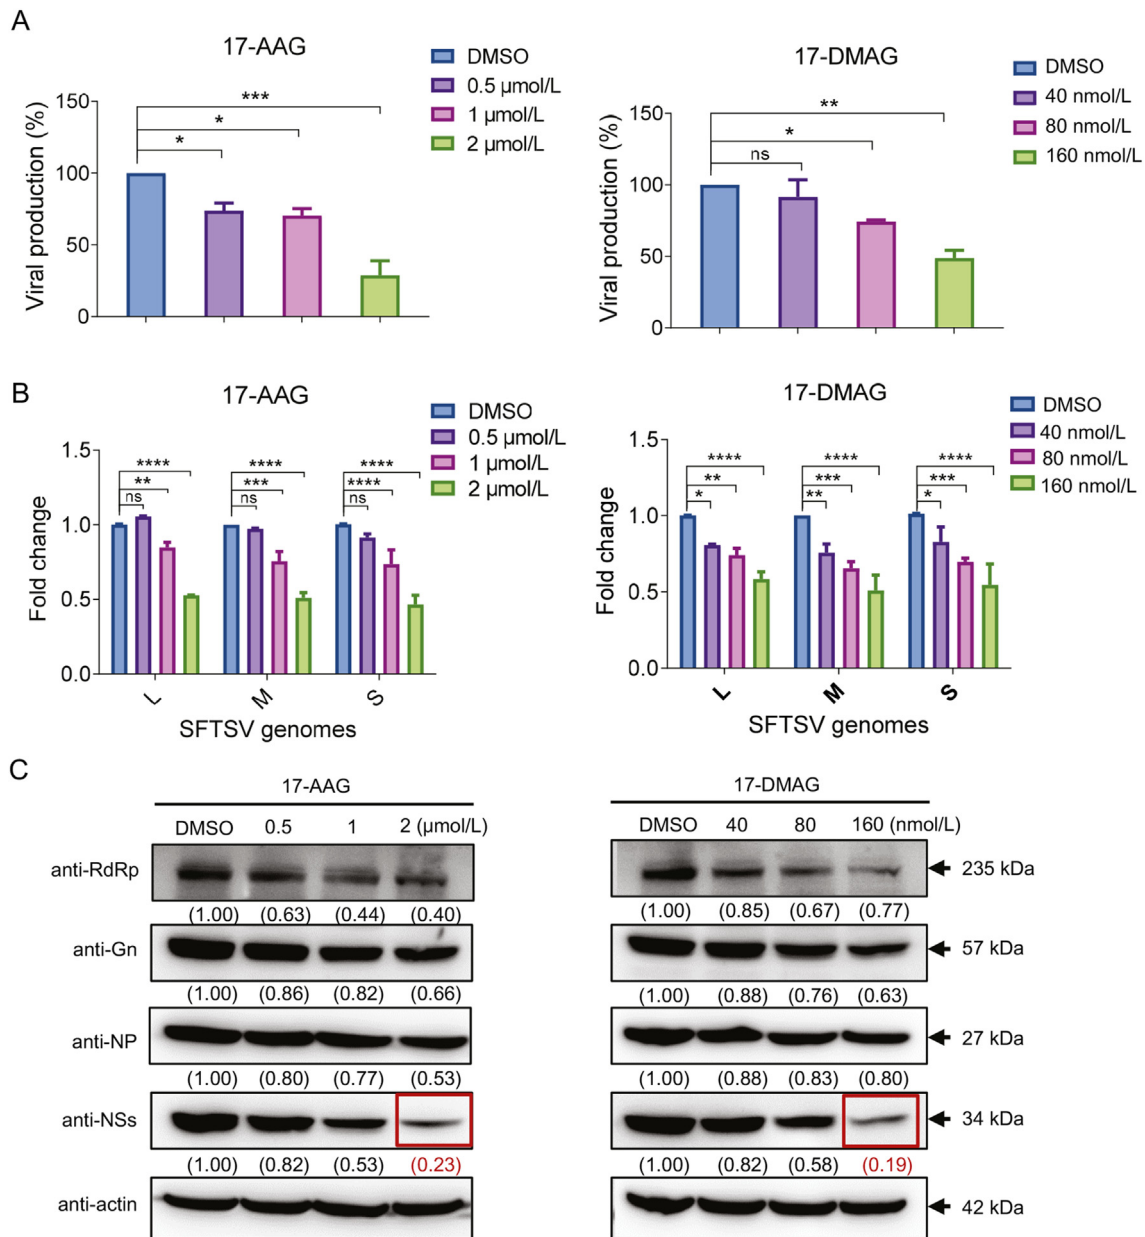 A
17-AAG
DMSO
0.5 µmol/L
1 µmol/L
2 µmol/L
Viral production (%)
150
100
50
0
*
*
***
17-DMAG
DMSO
40 nmol/L
80 nmol/L
160 nmol/L
Viral production (%)
150
100
50
0
ns
*
**
B
17-AAG
DMSO
0.5 µmol/L
1 µmol/L
2 µmol/L
Fold change
1.5
1.0
0.5
0.0
**** **** ****
** *** ****
ns ns ns
L M S
SFTSV genomes
17-DMAG
DMSO
40 nmol/L
80 nmol/L
160 nmol/L
Fold change
1.5
1.0
0.5
0.0
**** **** ****
** *** ***
* ** *
L M S
SFTSV genomes
C
17-AAG 17-DMAG
DMSO 0.5 1 2 (µmol/L) DMSO 40 80 160 (nmol/L)
anti-RdRp 235 kDa
(1.00) (0.63) (0.44) (0.40) (1.00) (0.85) (0.67) (0.77)
anti-Gn 57 kDa
(1.00) (0.86) (0.82) (0.66) (1.00) (0.88) (0.76) (0.63)
anti-NP 27 kDa
(1.00) (0.80) (0.77) (0.53) (1.00) (0.88) (0.83) (0.80)
anti-NSs 34 kDa
(1.00) (0.82) (0.53) (0.23) (1.00) (0.82) (0.58) (0.19)
anti-actin 42 kDa